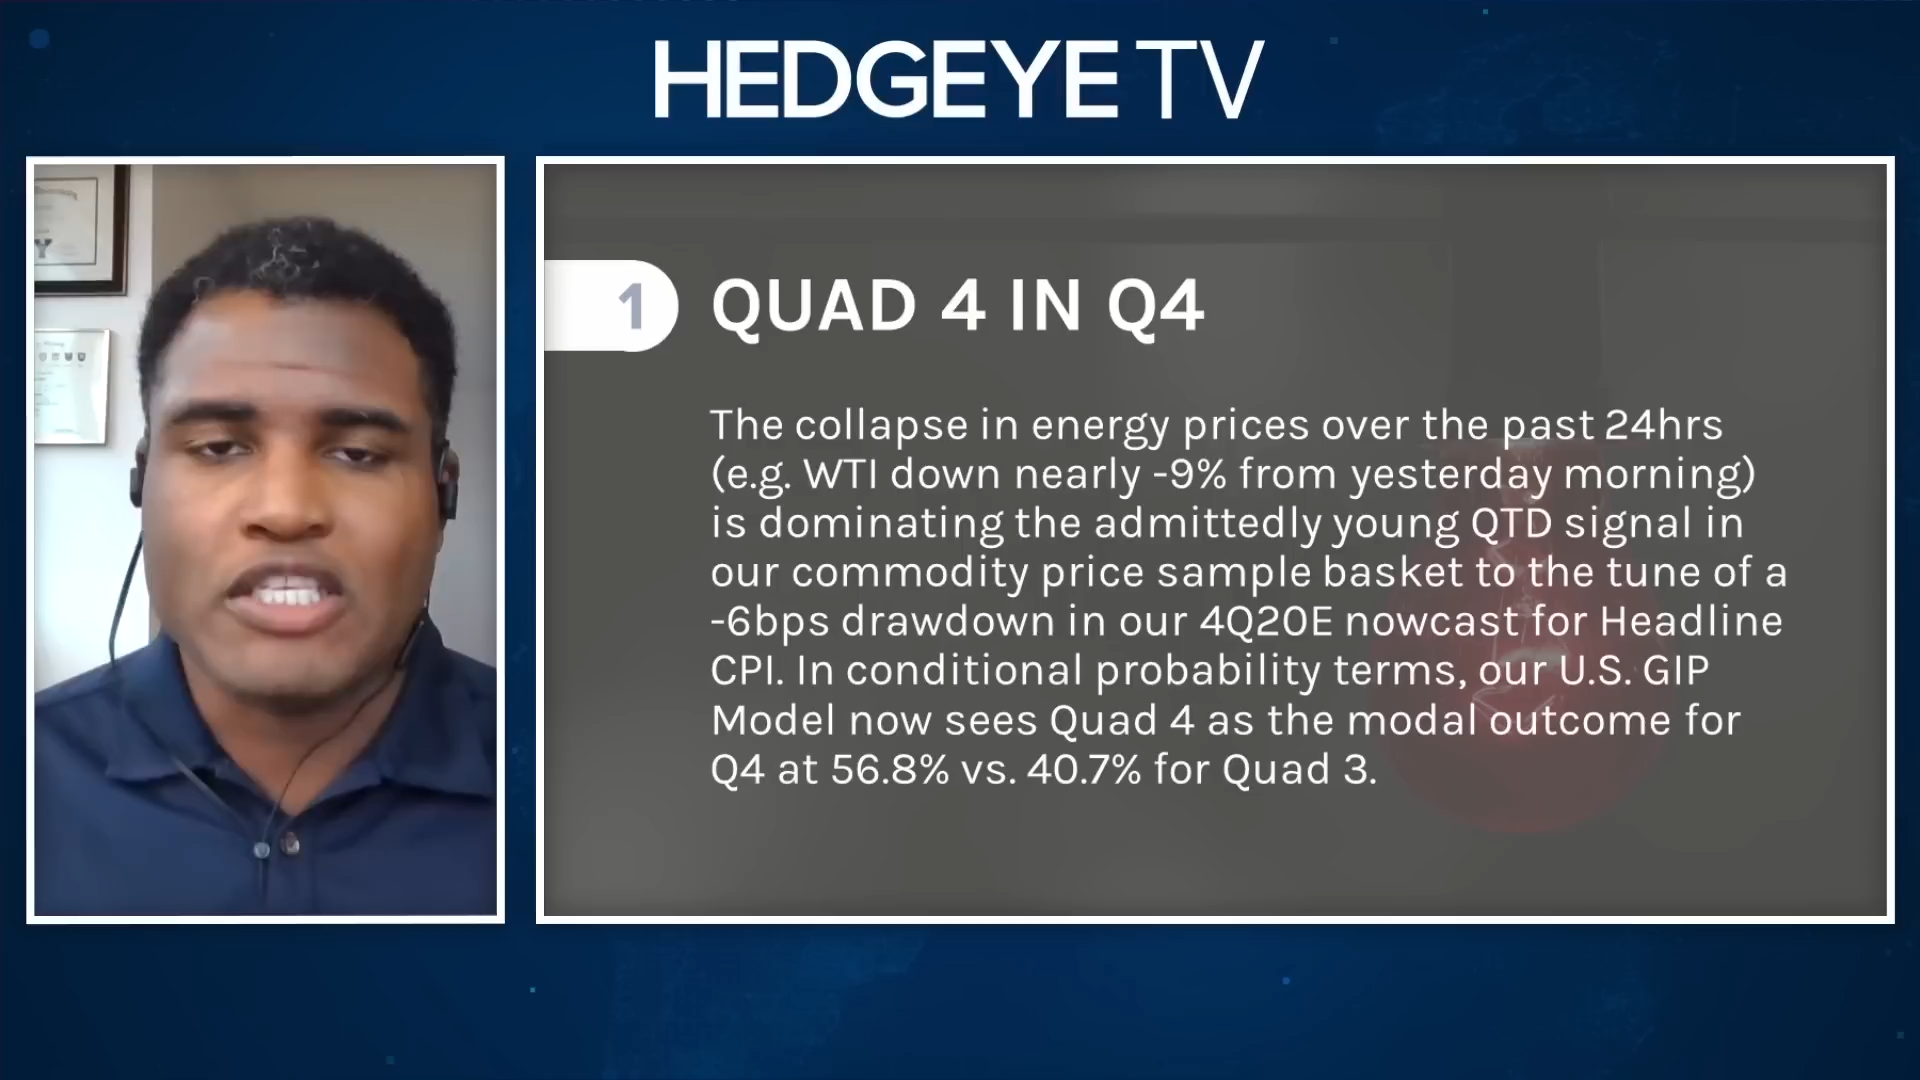 HEDGEYE TV
1 QUAD 4 IN Q4
The collapse in energy prices over the past 24hrs
(e.g. WTI down nearly -9% from yesterday morning)
is dominating the admittedly young QTD signal in
our commodity price sample basket to the tune of a
-6bps drawdown in our 4Q20E nowcast for Headline
CPI. In conditional probability terms, our U.S. GIP
Model now sees Quad 4 as the modal outcome for
Q4 at 56.8% vs. 40.7% for Quad 3.